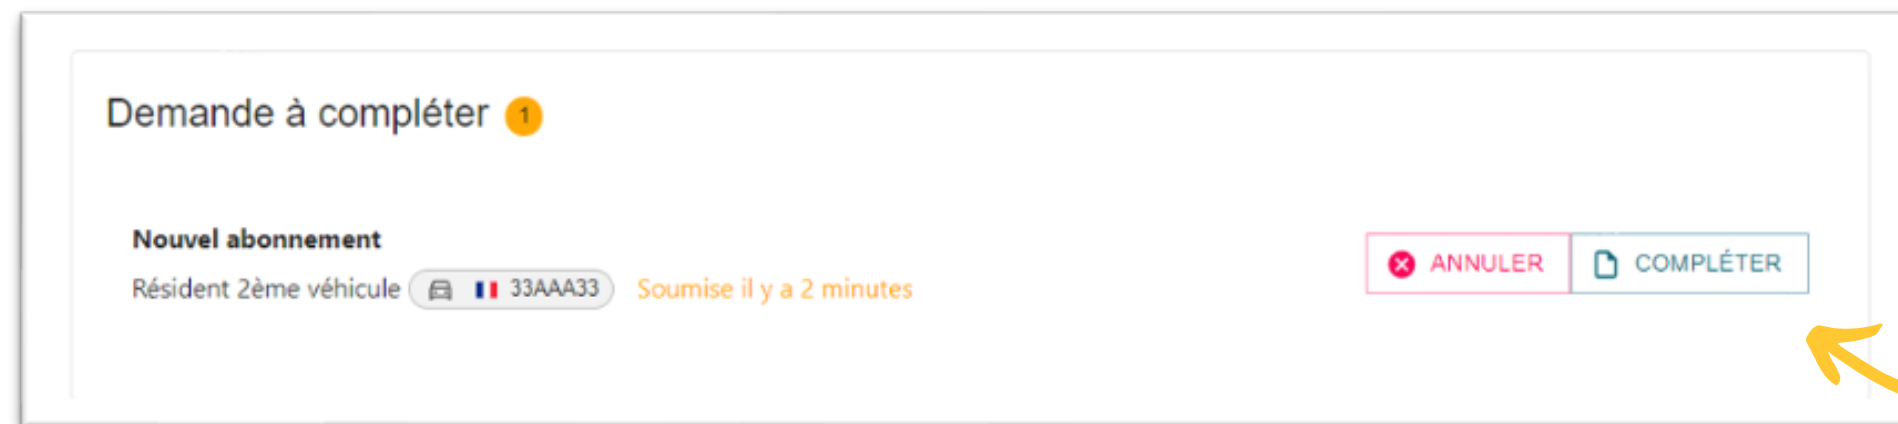 Demande à compléter 1
Nouvel abonnement
Résident 2ème véhicule 33AAA33 Soumise il y a 2 minutes
ANNULER COMPLÉTER